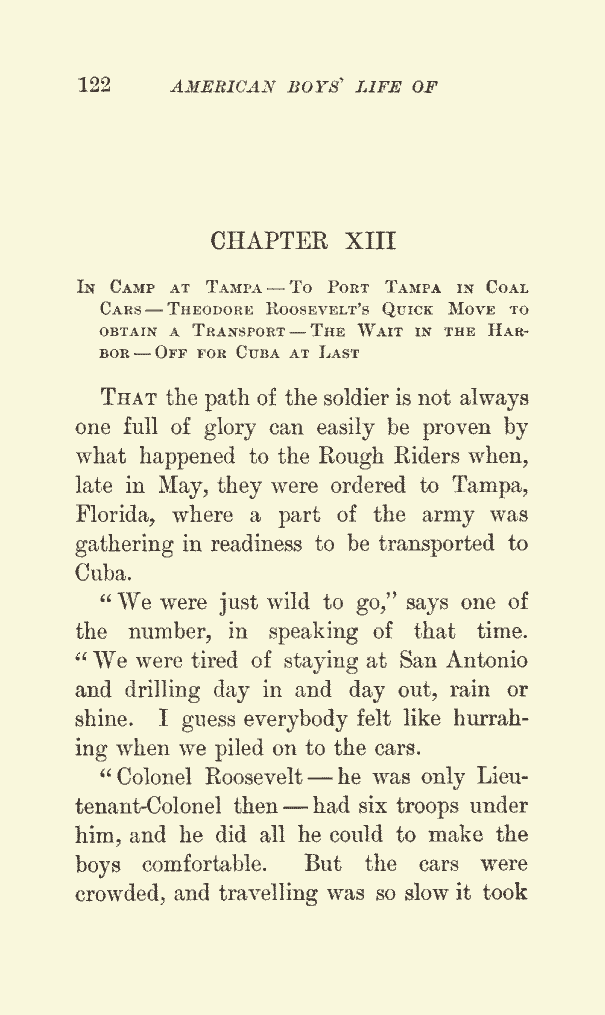 122 AMERICAN BOYS' LIFE OF
CHAPTER XIII
In Camp at Tampa — To Port Tampa in Coal
Cars — Theodore Roosevelt's Quick Move to
obtain a Transport — The Wait in the Har-
bor — Off for Cuba at Last
That the path of the soldier is not always
one full of glory can easily be proven by
what happened to the Rough Riders when,
late in May, they were ordered to Tampa,
Florida, where a part of the army was
gathering in readiness to be transported to
Cuba.
"We were just wild to go," says one of
the number, in speaking of that time.
"We were tired of staying at San Antonio
and drilling day in and day out, rain or
shine. I guess everybody felt like hurrah-
ing when we piled on to the cars.
"Colonel Roosevelt — he was only Lieu-
tenant-Colonel then — had six troops under
him, and he did all he could to make the
boys comfortable. But the cars were
crowded, and travelling was so slow it took